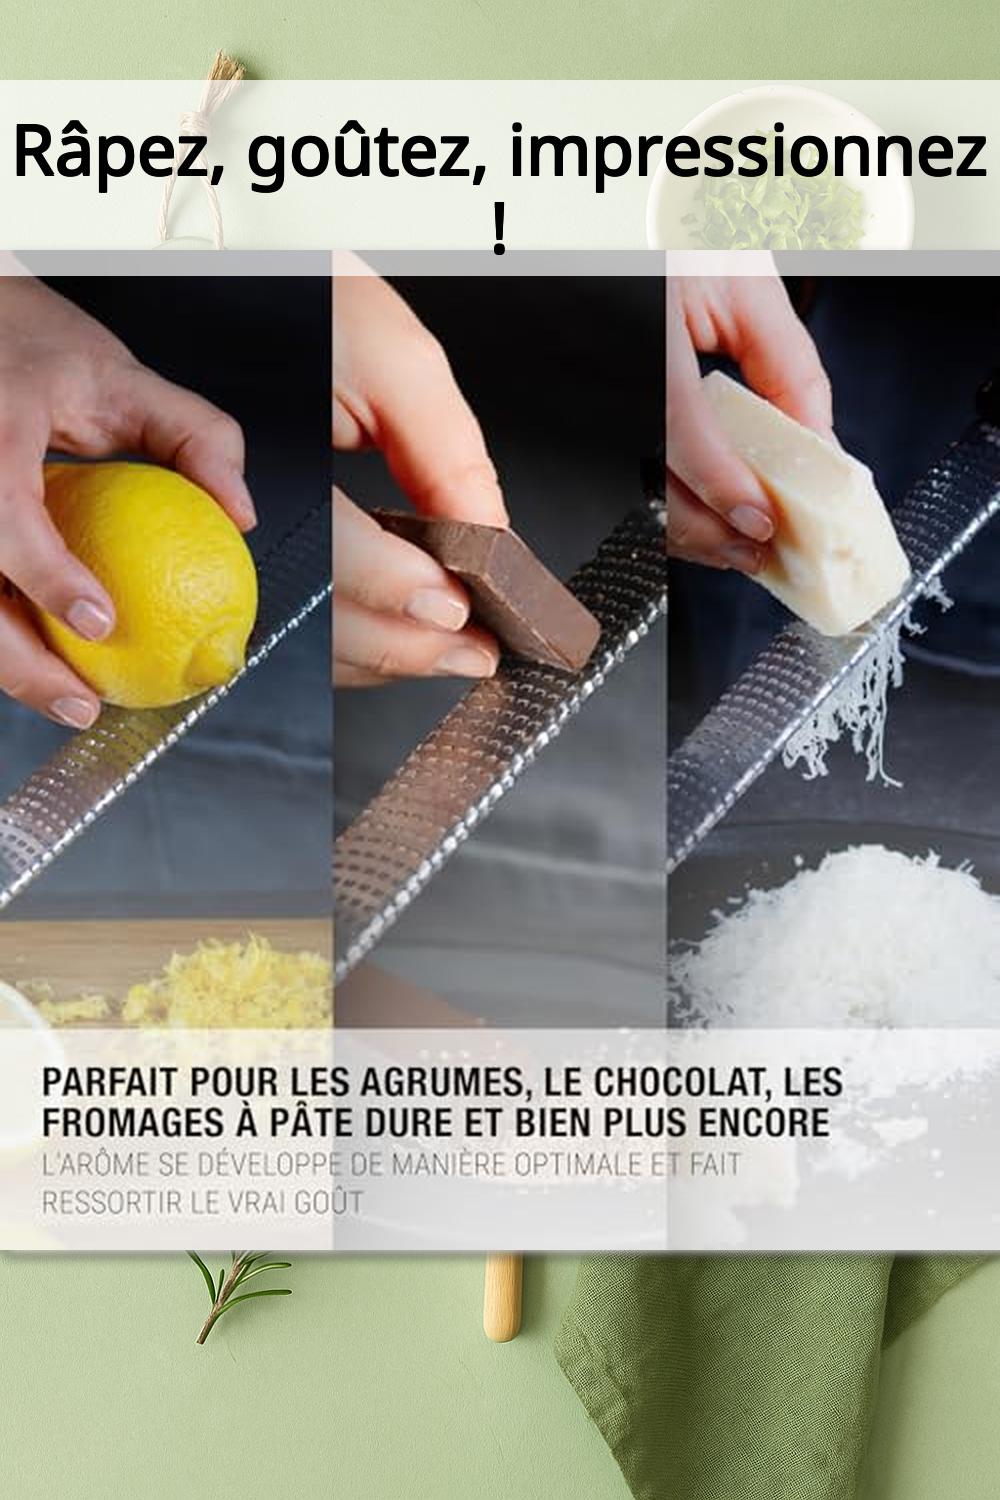 Râpez, goûtez, impressionnez
!
PARFAIT POUR LES AGRUMES, LE CHOCOLAT, LES
FROMAGES À PÂTE DURE ET BIEN PLUS ENCORE
L'ARÔME SE DÉVELOPPE DE MANIÈRE OPTIMALE ET FAIT
RESSORTIR LE VRAI GOÛT